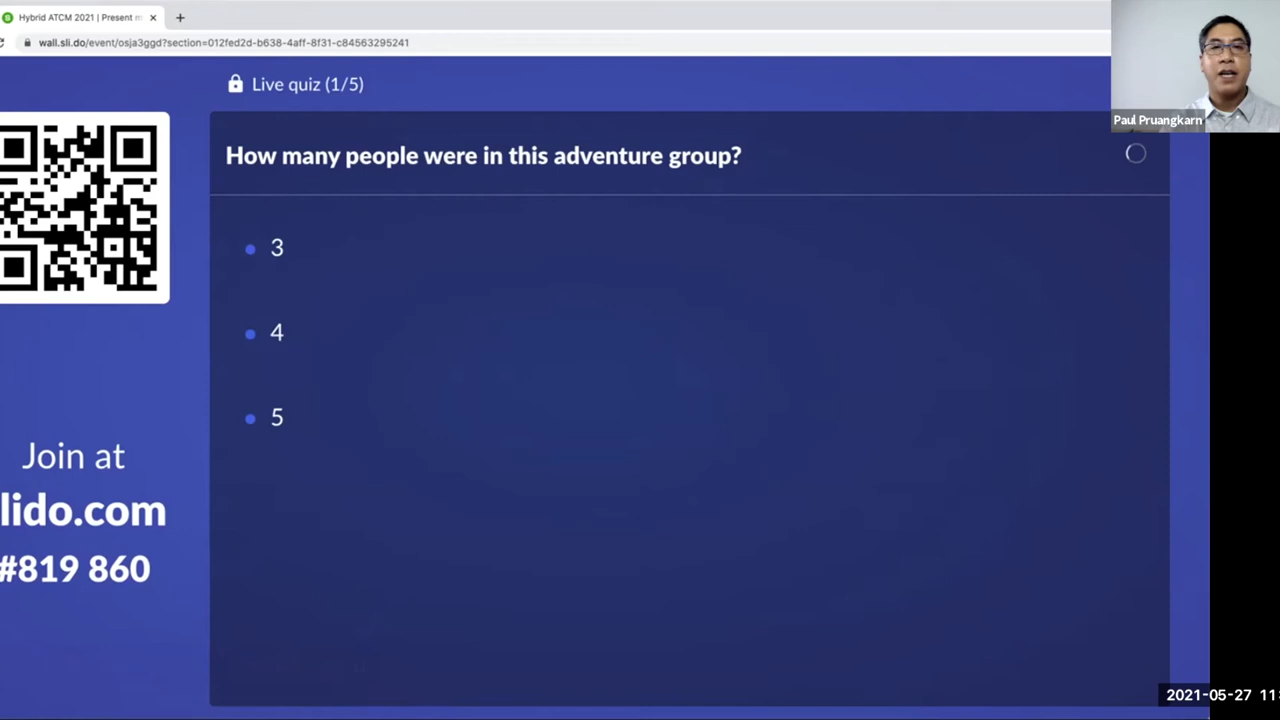 Hybrid ATCM 2021 | Present m
wall.sli.do/event/osja3ggd?section=012fed2d-b638-4aff-8f31-c84563295241
Live quiz (1/5)
Paul Pruangkarn
How many people were in this adventure group?
3
4
5
Join at
lido.com
#819 860
2021-05-27 11: